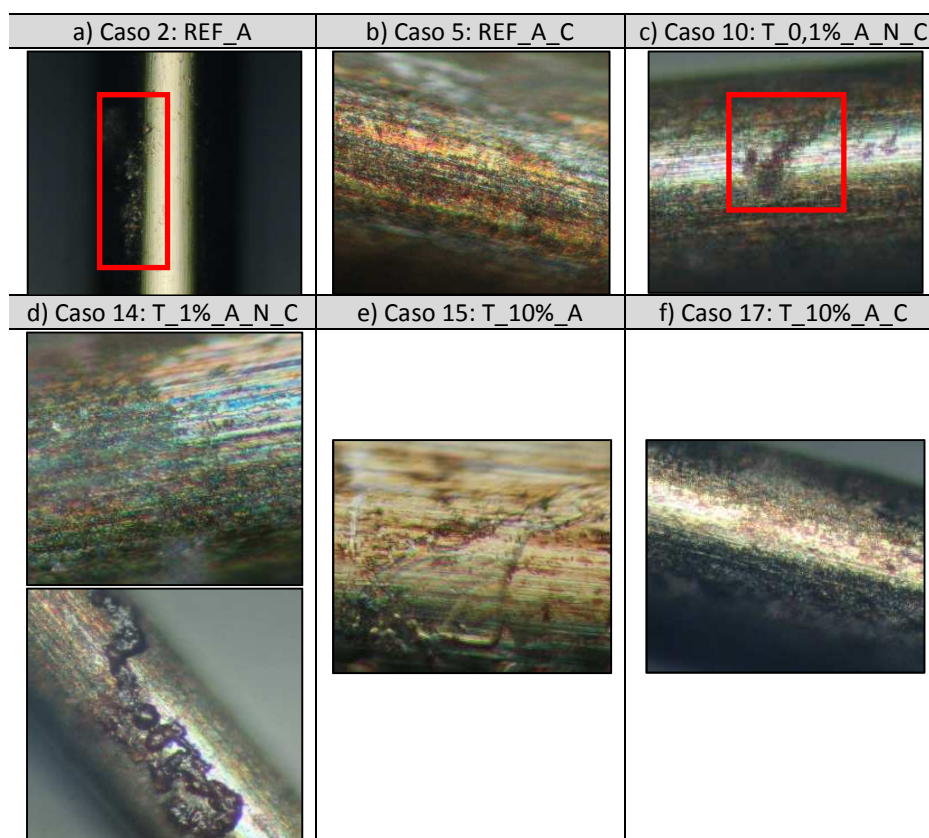 a) Caso 2: REF_A
b) Caso 5: REF_A_C
c) Caso 10: T_0,1%_A_N_C
d) Caso 14: T_1%_A_N_C
e) Caso 15: T_10%_A
f) Caso 17: T_10%_A_C